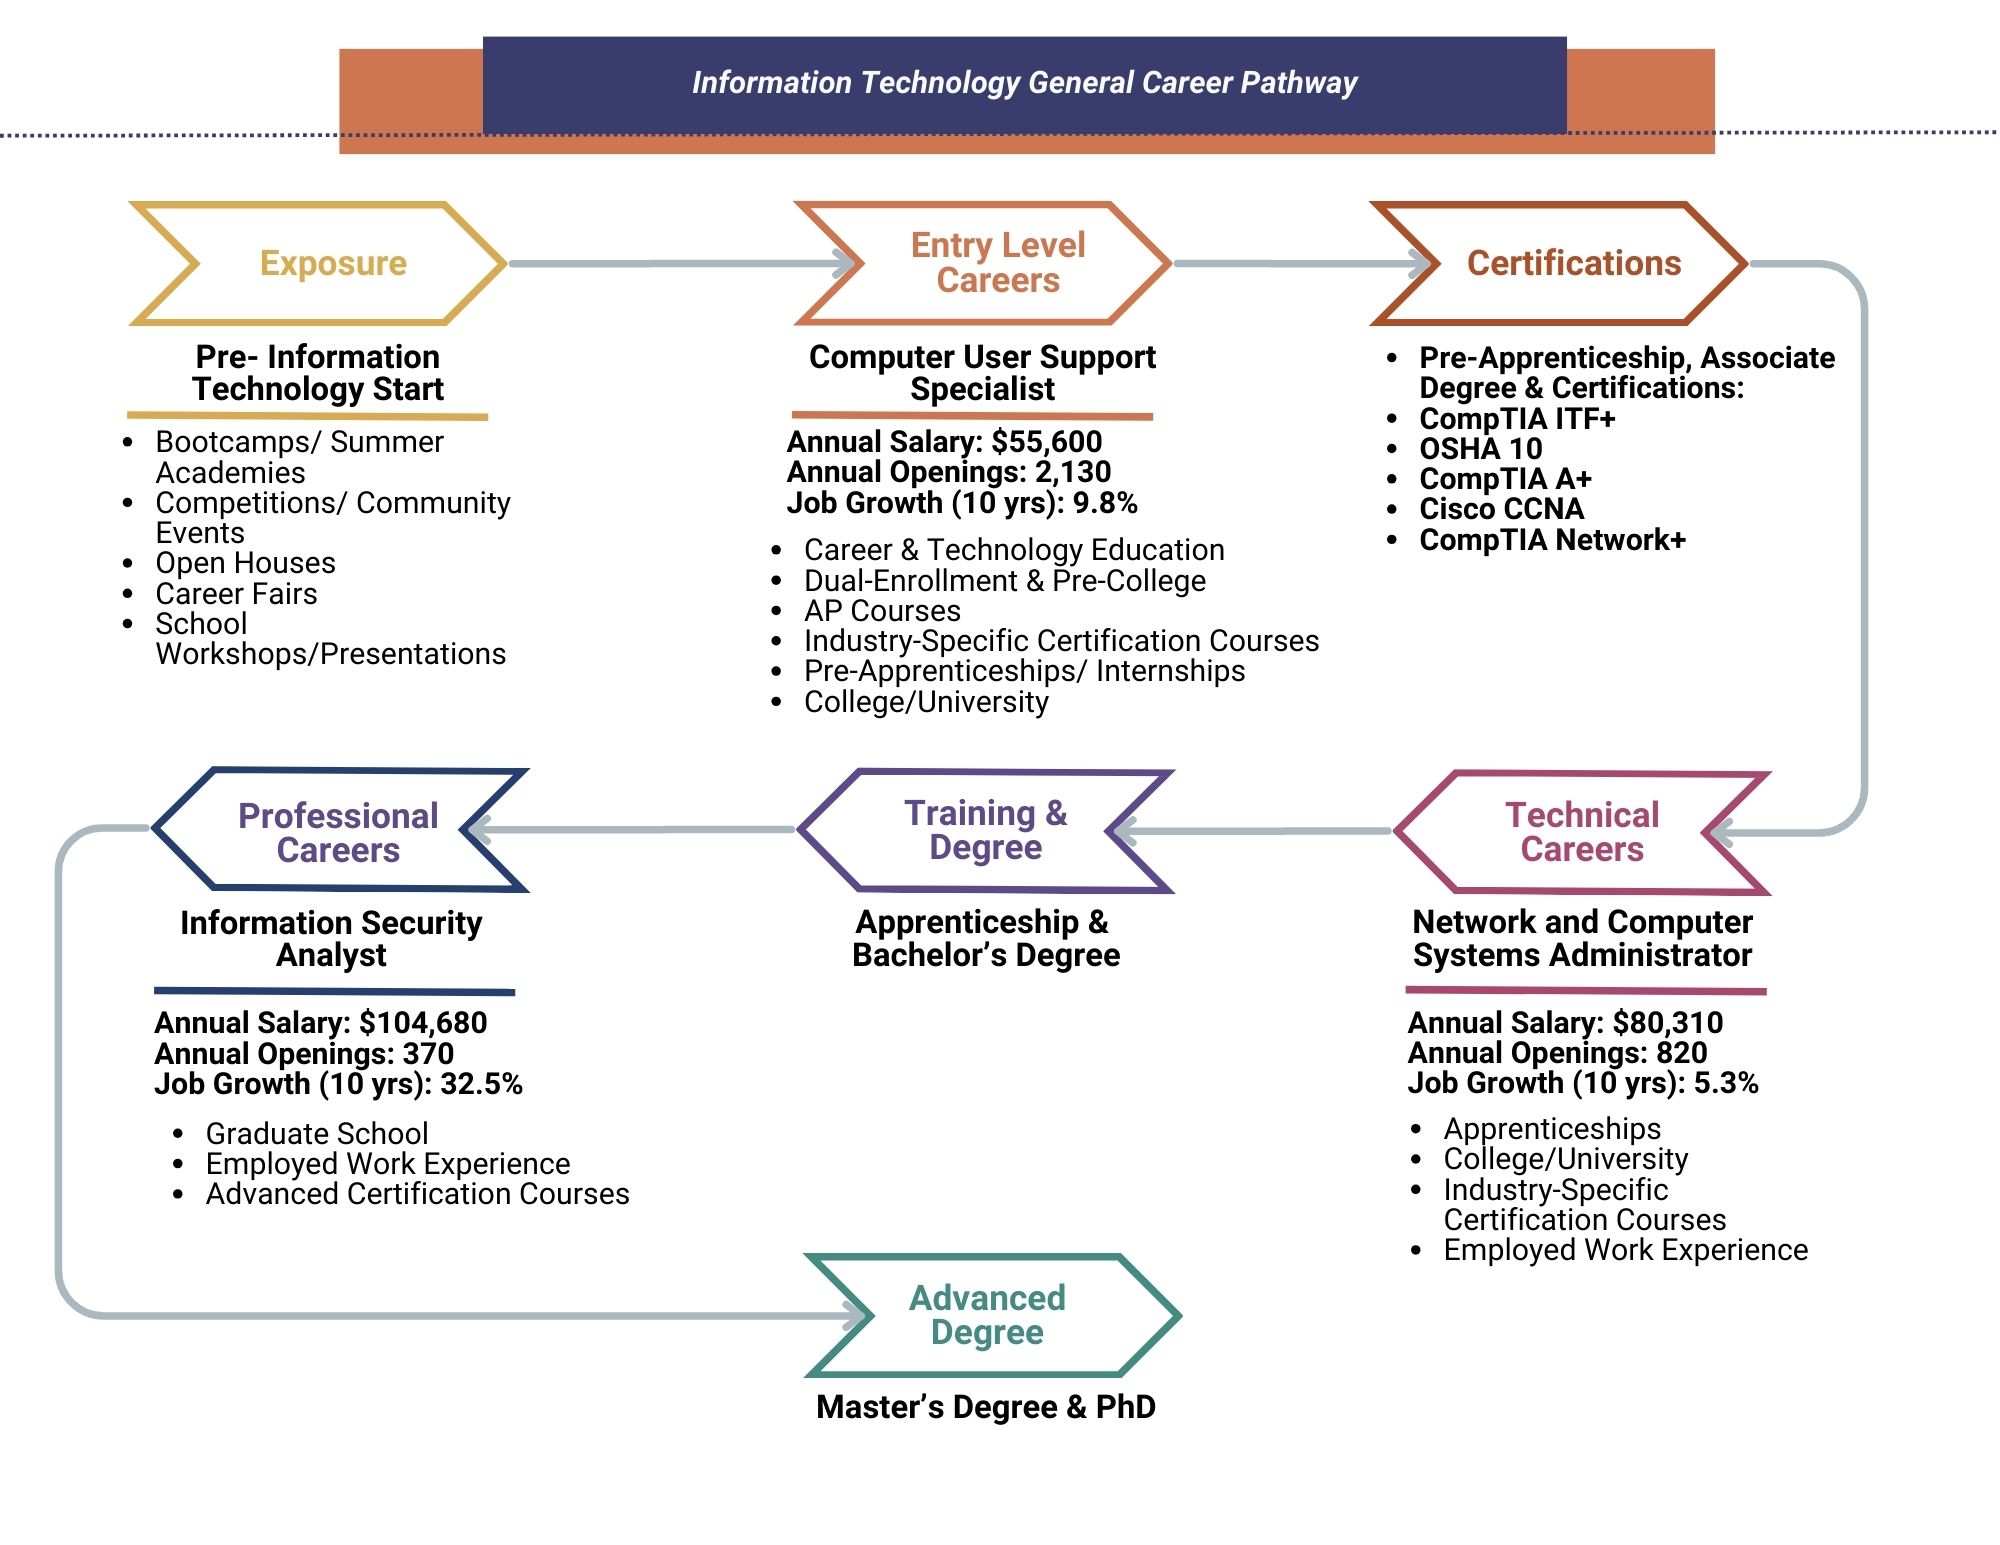 Information Technology General Career Pathway
Exposure
Pre- Information
Technology Start
• Bootcamps/ Summer
Academies
• Competitions/ Community
Events
• Open Houses
• Career Fairs
• School
Workshops/Presentations
Entry Level
Careers
Computer User Support
Specialist
Annual Salary: $55,600
Annual Openings: 2,130
Job Growth (10 yrs): 9.8%
• Career & Technology Education
• Dual-Enrollment & Pre-College
• AP Courses
• Industry-Specific Certification Courses
• Pre-Apprenticeships/ Internships
• College/University
Certifications
• Pre-Apprenticeship, Associate
Degree & Certifications:
• CompTIA ITF+
• OSHA 10
• CompTIA A+
• Cisco CCNA
• CompTIA Network+
Technical
Careers
Network and Computer
Systems Administrator
Annual Salary: $80,310
Annual Openings: 820
Job Growth (10 yrs): 5.3%
• Apprenticeships
• College/University
• Industry-Specific
Certification Courses
• Employed Work Experience
Training &
Degree
Apprenticeship &
Bachelor’s Degree
Professional
Careers
Information Security
Analyst
Annual Salary: $104,680
Annual Openings: 370
Job Growth (10 yrs): 32.5%
• Graduate School
• Employed Work Experience
• Advanced Certification Courses
Advanced
Degree
Master’s Degree & PhD